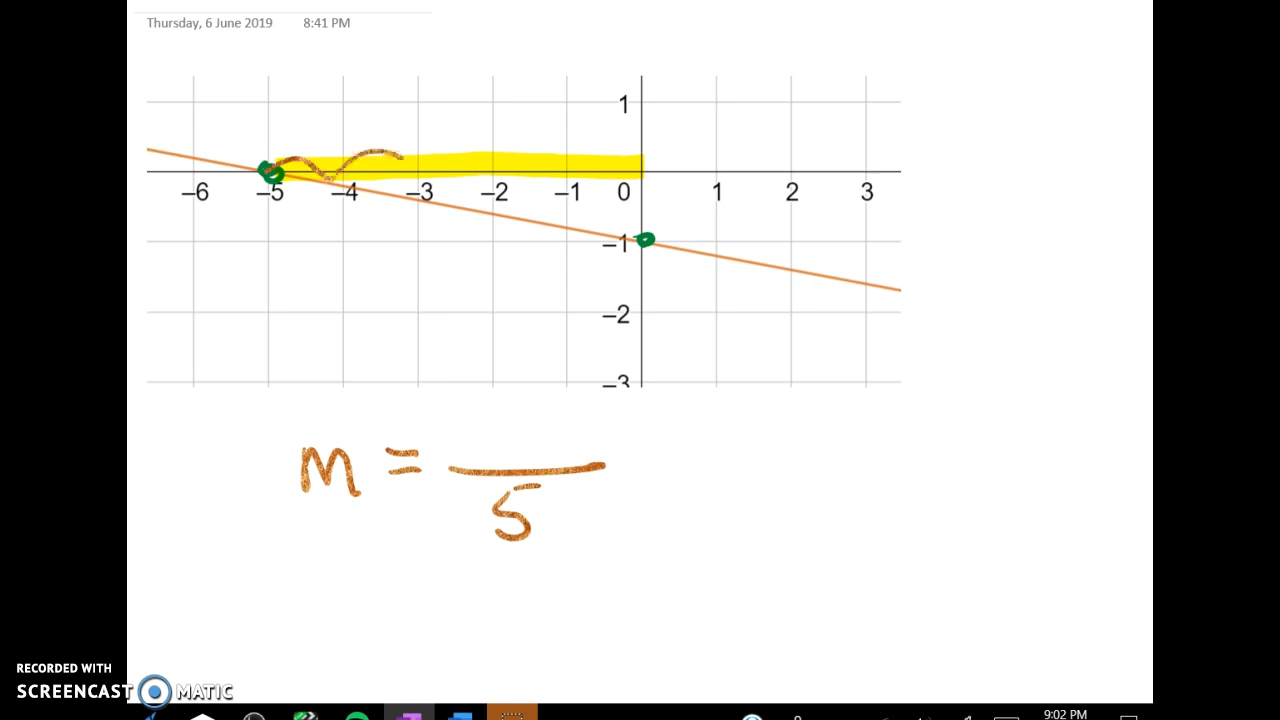 Thursday, 6 June 2019 8:41 PM
1
–6 –5 –4 –3 –2 –1 0 1 2 3
–1
–2
–3
m = 
5
RECORDED WITH
SCREENCAST MATIC
9:02 PM